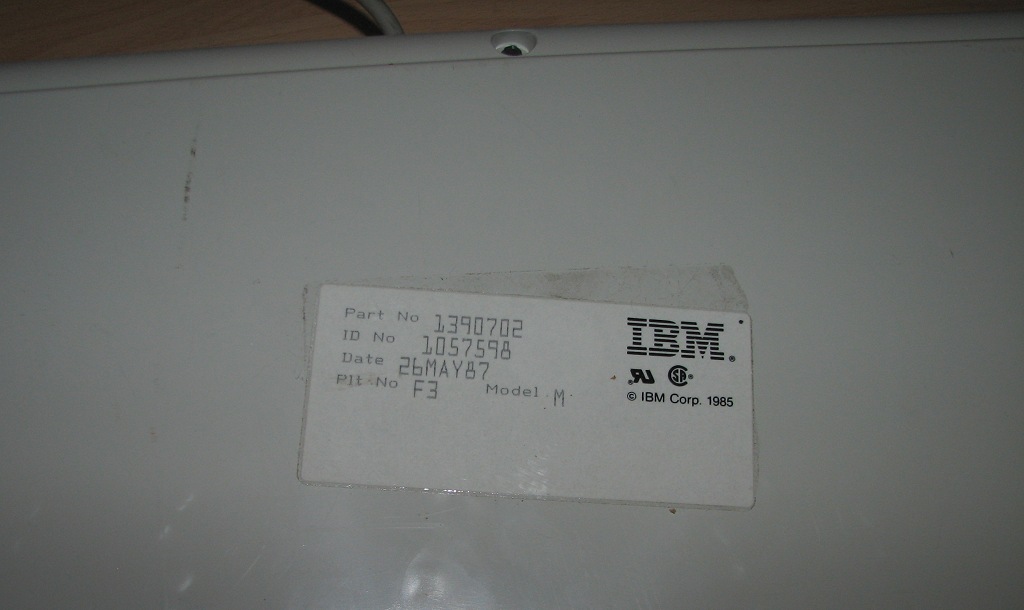 Part No 1390702
ID No 1057598
Date 26MAY87
Plt No F3 Model M
IBM®
© IBM Corp. 1985